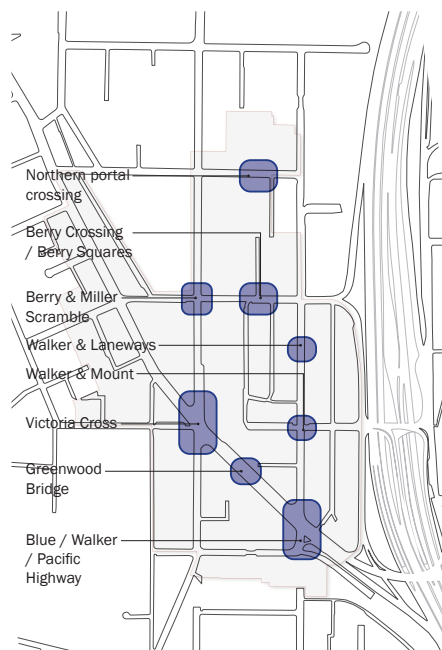 Northern portal
crossing
Berry Crossing
/ Berry Squares
Berry & Miller
Scramble
Walker & Laneways
Walker & Mount
Victoria Cross
Greenwood
Bridge
Blue / Walker
/ Pacific
Highway